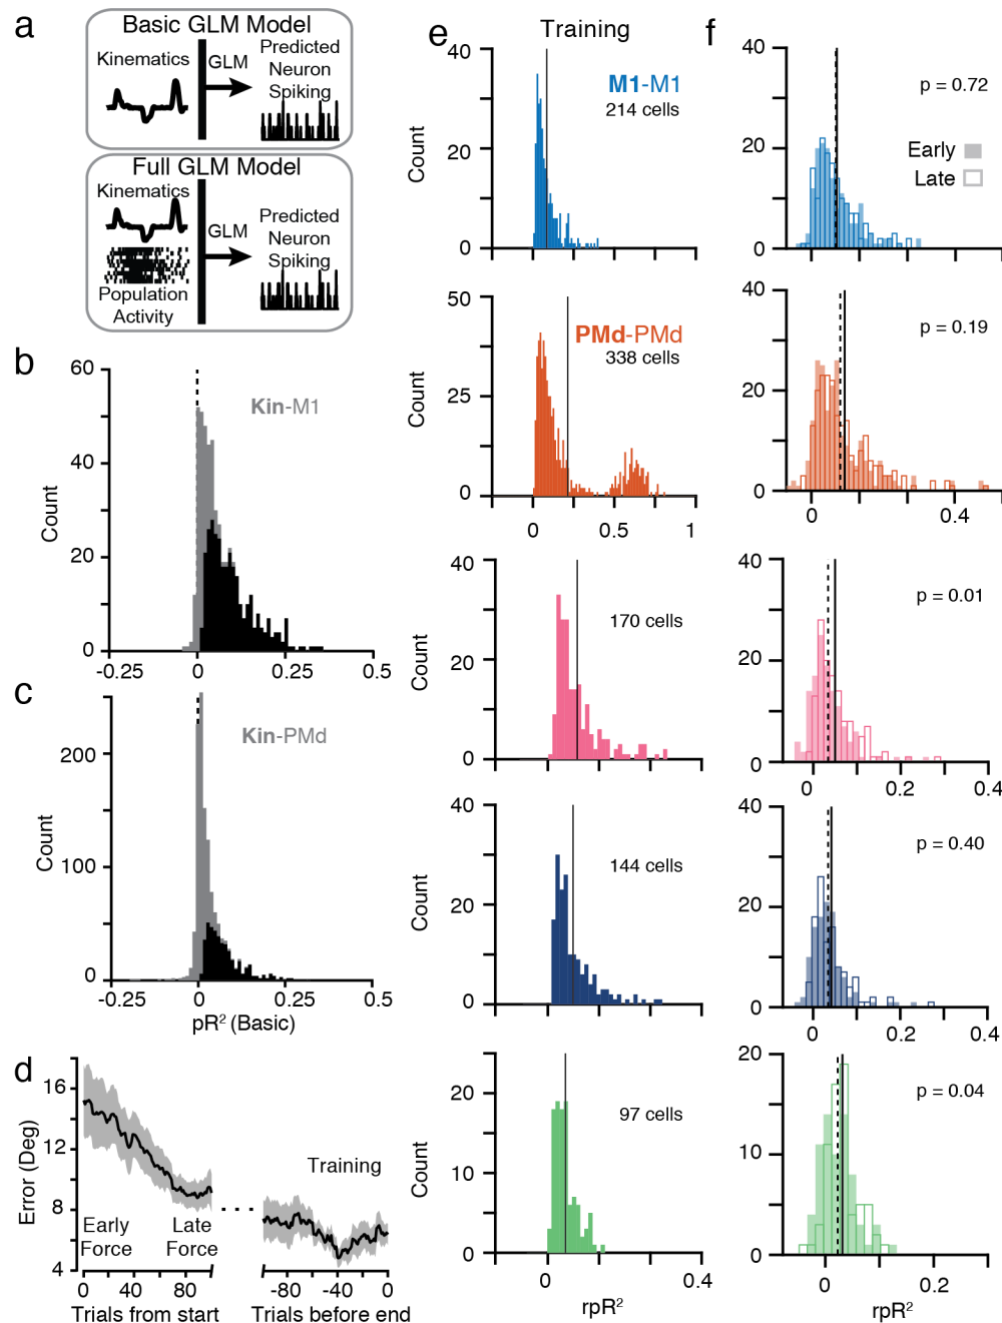 a
Basic GLM Model
Kinematics
GLM
Predicted
Neuron
Spiking
Full GLM Model
Kinematics
GLM
Predicted
Neuron
Spiking
Population
Activity
b
60
40
20
0
Count
Kin-M1
-0.25
0
0.25
0.5
c
200
100
0
Count
Kin-PMd
-0.25
0
0.25
0.5
pR² (Basic)
d
16
12
8
4
Error (Deg)
Training
Early
Force
Late
Force
0
40
80
-80
-40
0
Trials from start
Trials before end
e
Training
40
20
0
Count
M1-M1
214 cells
50
25
0
Count
PMd-PMd
338 cells
0
0.5
1
40
20
0
Count
170 cells
40
20
0
Count
144 cells
20
10
0
Count
97 cells
0
0.4
rpR²
f
40
20
0
p = 0.72
Early
Late
40
20
0
p = 0.19
0
0.4
40
20
0
p = 0.01
0
0.2
0.4
40
20
0
p = 0.40
0
0.2
0.4
20
10
0
p = 0.04
0
0.2
rpR²